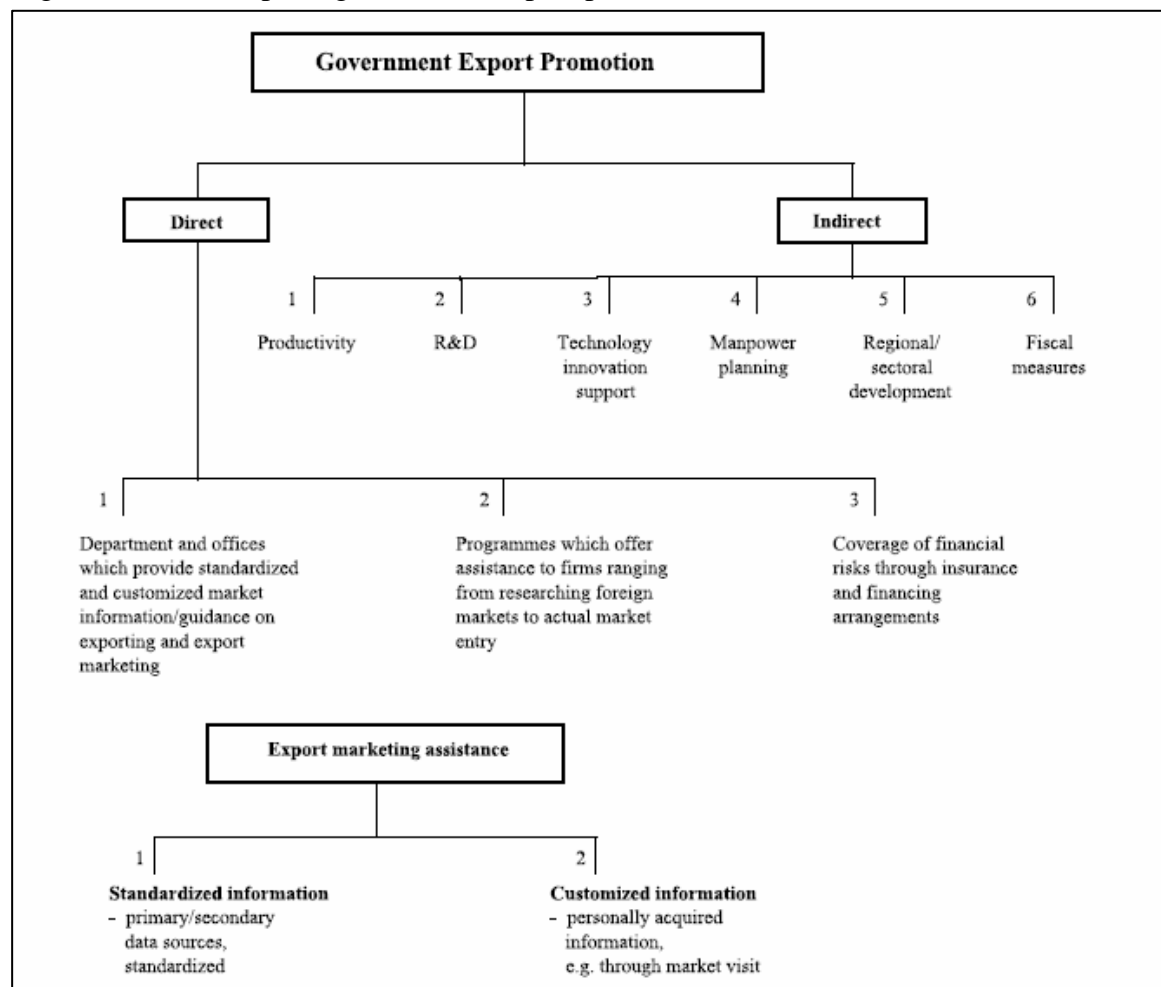 Government Export Promotion
Direct
Indirect
1
2
3
4
5
6
Productivity
R&D
Technology
innovation
support
Manpower
planning
Regional/
sectoral
development
Fiscal
measures
1
2
3
Department and offices
which provide standardized
and customized market
information/guidance on
exporting and export
marketing
Programmes which offer
assistance to firms ranging
from researching foreign
markets to actual market
entry
Coverage of financial
risks through insurance
and financing
arrangements
Export marketing assistance
1
2
Standardized information
- primary/secondary
data sources,
standardized
Customized information
- personally acquired
information,
e.g. through market visit